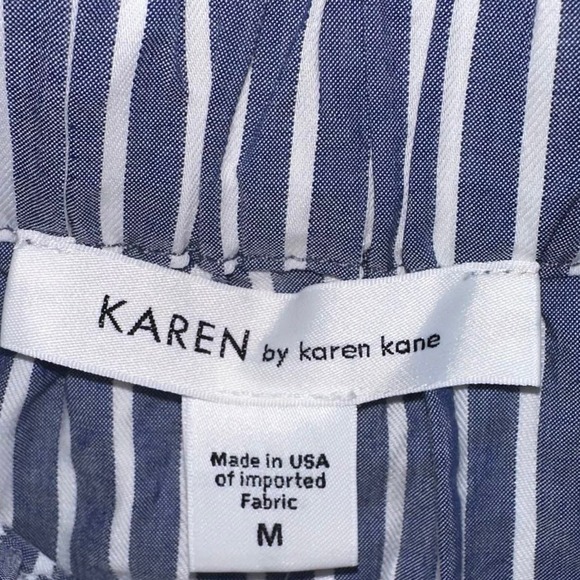 KAREN by karen kane
Made in USA
of imported
Fabric
M